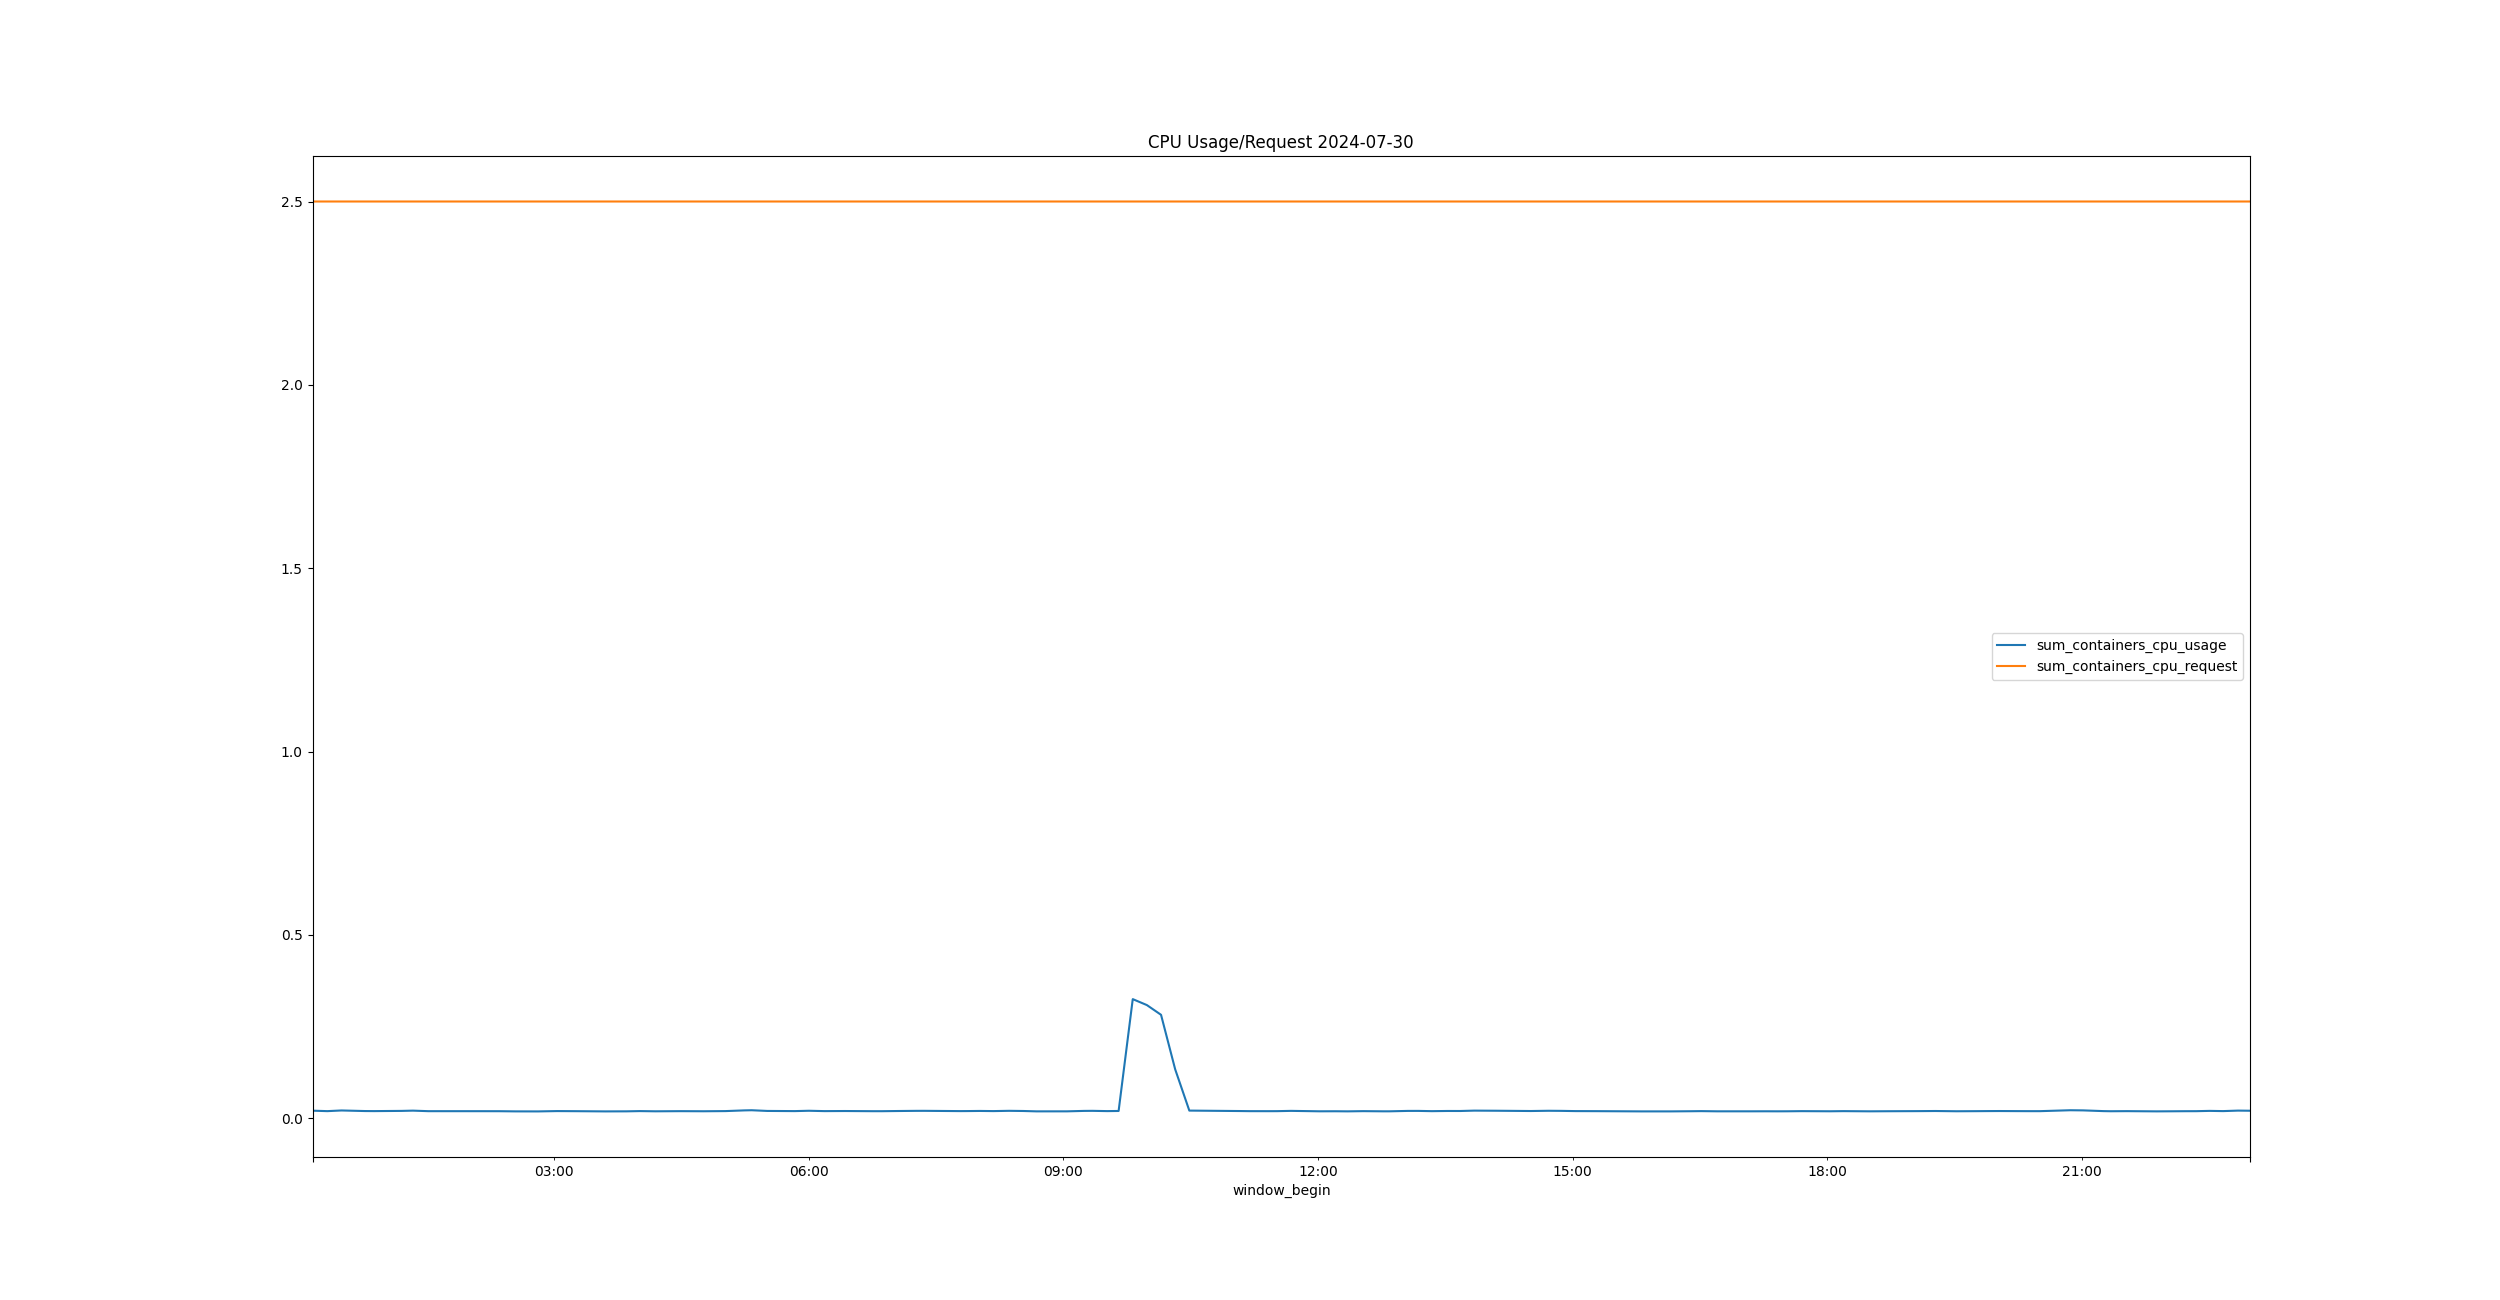 CPU Usage/Request 2024-07-30
2.5
2.0
1.5
1.0
0.5
0.0
sum_containers_cpu_usage
sum_containers_cpu_request
03:00 06:00 09:00 12:00 15:00 18:00 21:00
window_begin